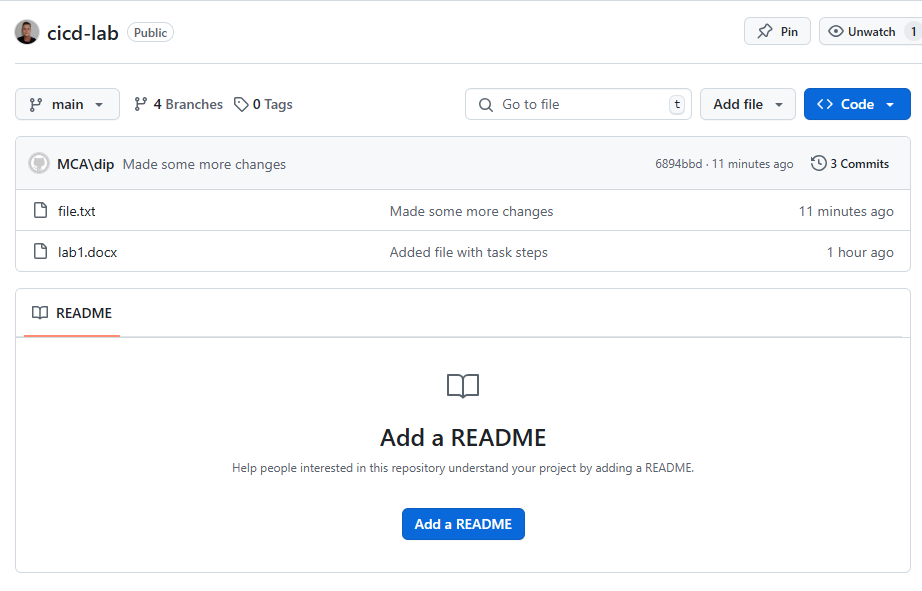 cicd-lab Public Pin Unwatch 1
main 4 Branches 0 Tags Go to file t Add file Code
MCA\dip Made some more changes 6894bbd · 11 minutes ago 3 Commits
file.txt Made some more changes 11 minutes ago
lab1.docx Added file with task steps 1 hour ago
README
Add a README
Help people interested in this repository understand your project by adding a README.
Add a README